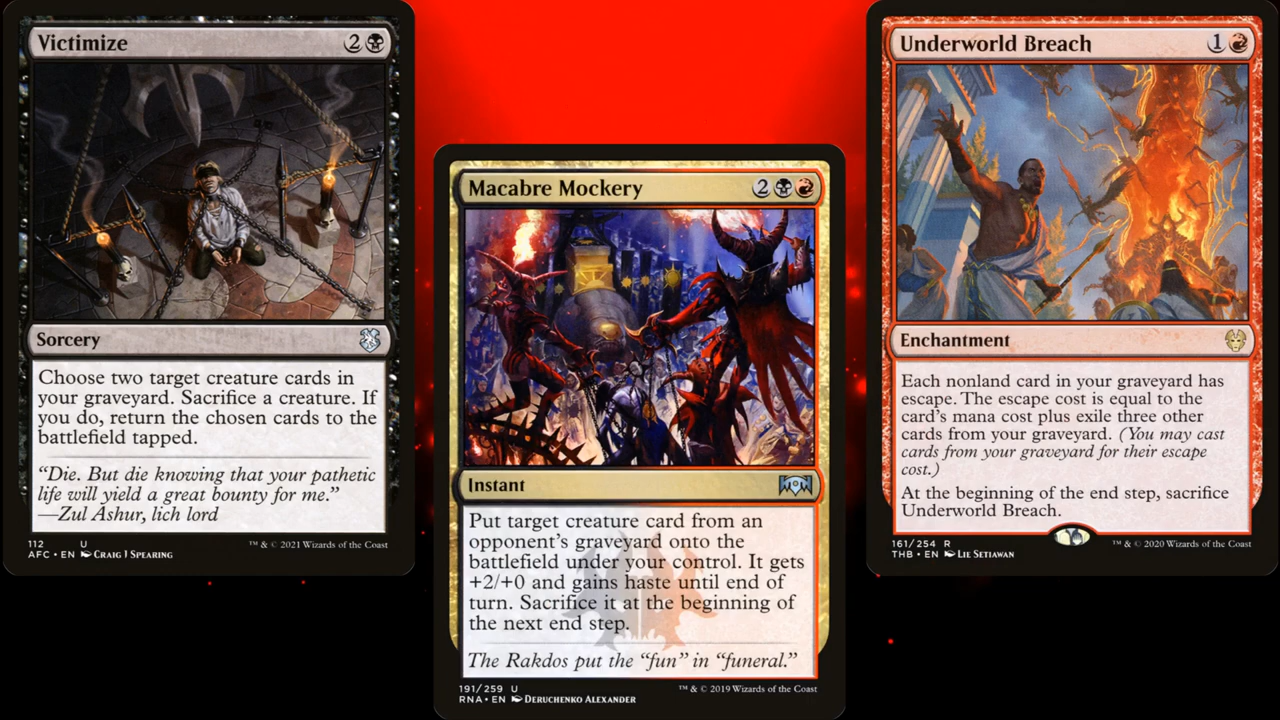 Victimize 2
Sorcery
Choose two target creature cards in
your graveyard. Sacrifice a creature. If
you do, return the chosen cards to the
battlefield tapped.
“Die. But die knowing that your pathetic
life will yield a great bounty for me.”
—Zul Ashur, lich lord
112 U
AFC • EN CRAIG J SPEARING
™ & © 2021 Wizards of the Coast
Macabre Mockery 2
Instant
Put target creature card from an
opponent's graveyard onto the
battlefield under your control. It gets
+2/+0 and gains haste until end of
turn. Sacrifice it at the beginning of
the next end step.
The Rakdos put the “fun” in “funeral.”
191/259 U
RNA • EN DERUCHENKO ALEXANDER
™ & © 2019 Wizards of the Coast
Underworld Breach 1
Enchantment
Each nonland card in your graveyard has
escape. The escape cost is equal to the
card's mana cost plus exile three other
cards from your graveyard. (You may cast
cards from your graveyard for their escape
cost.)
At the beginning of the end step, sacrifice
Underworld Breach.
161/254 R
THB • EN LIE SETIAWAN
™ & © 2020 Wizards of the Coast